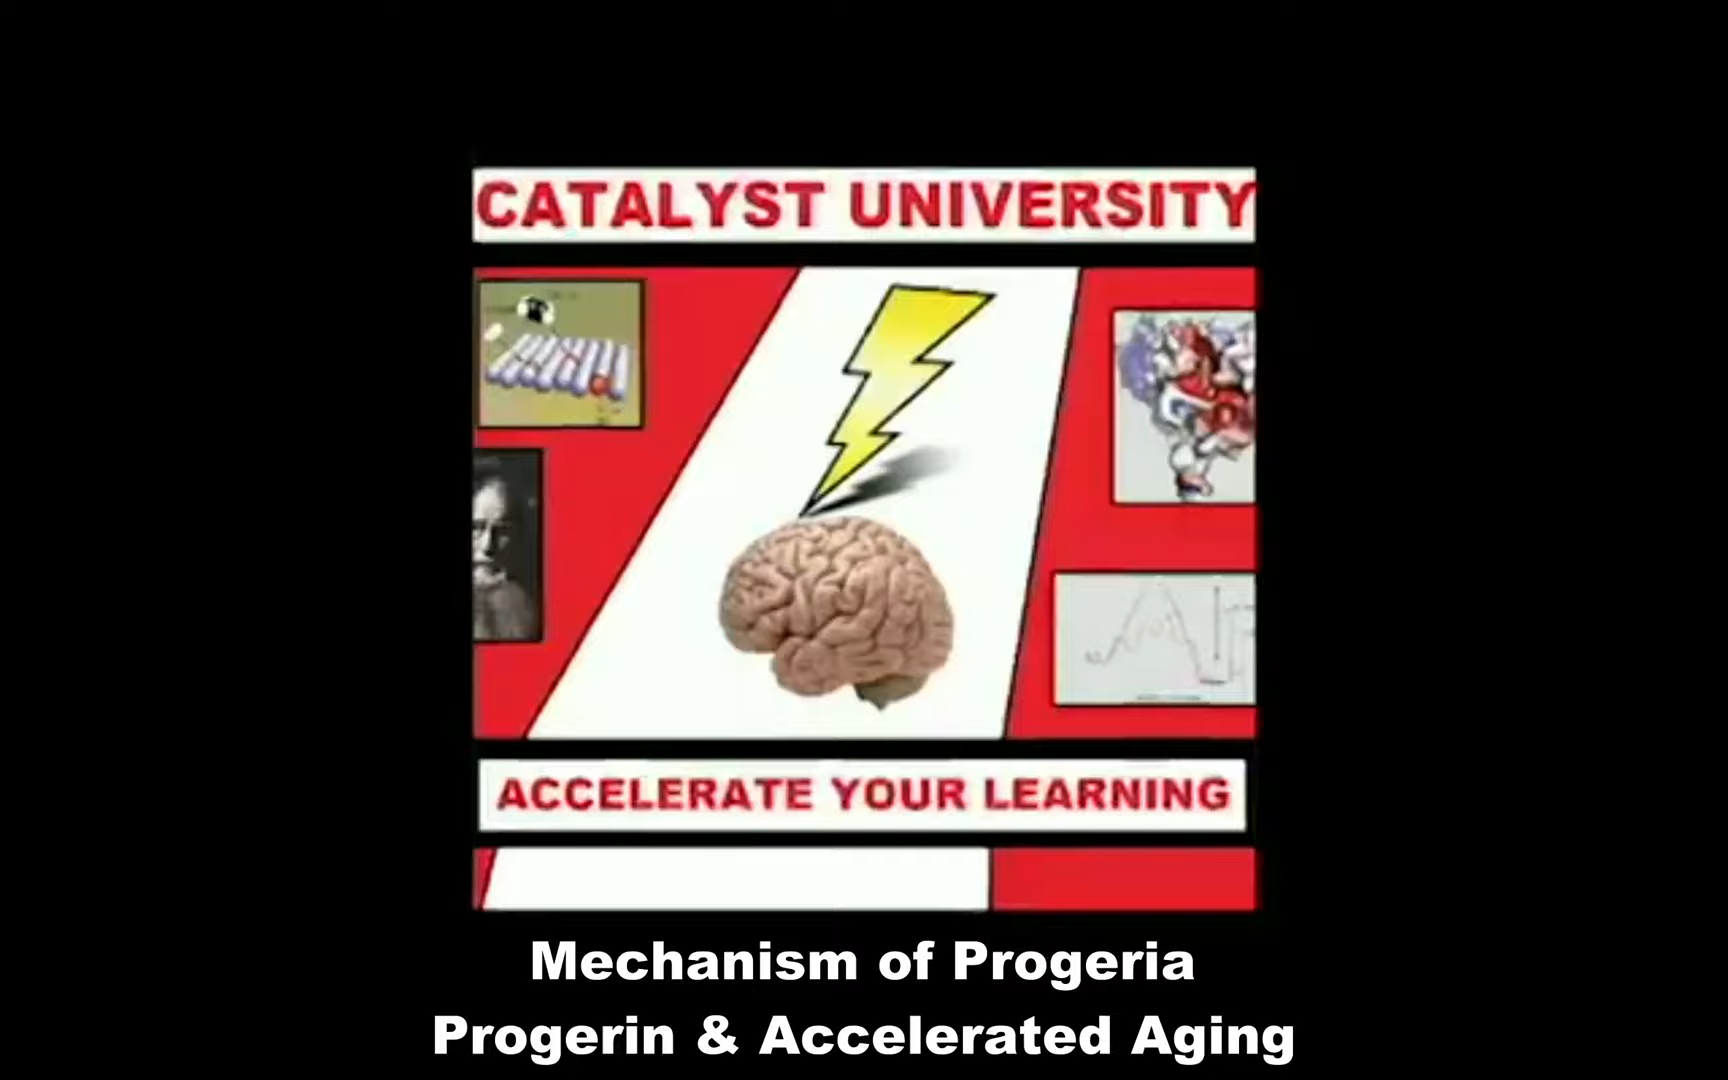 CATALYST UNIVERSITY
ACCELERATE YOUR LEARNING
Mechanism of Progeria
Progerin & Accelerated Aging